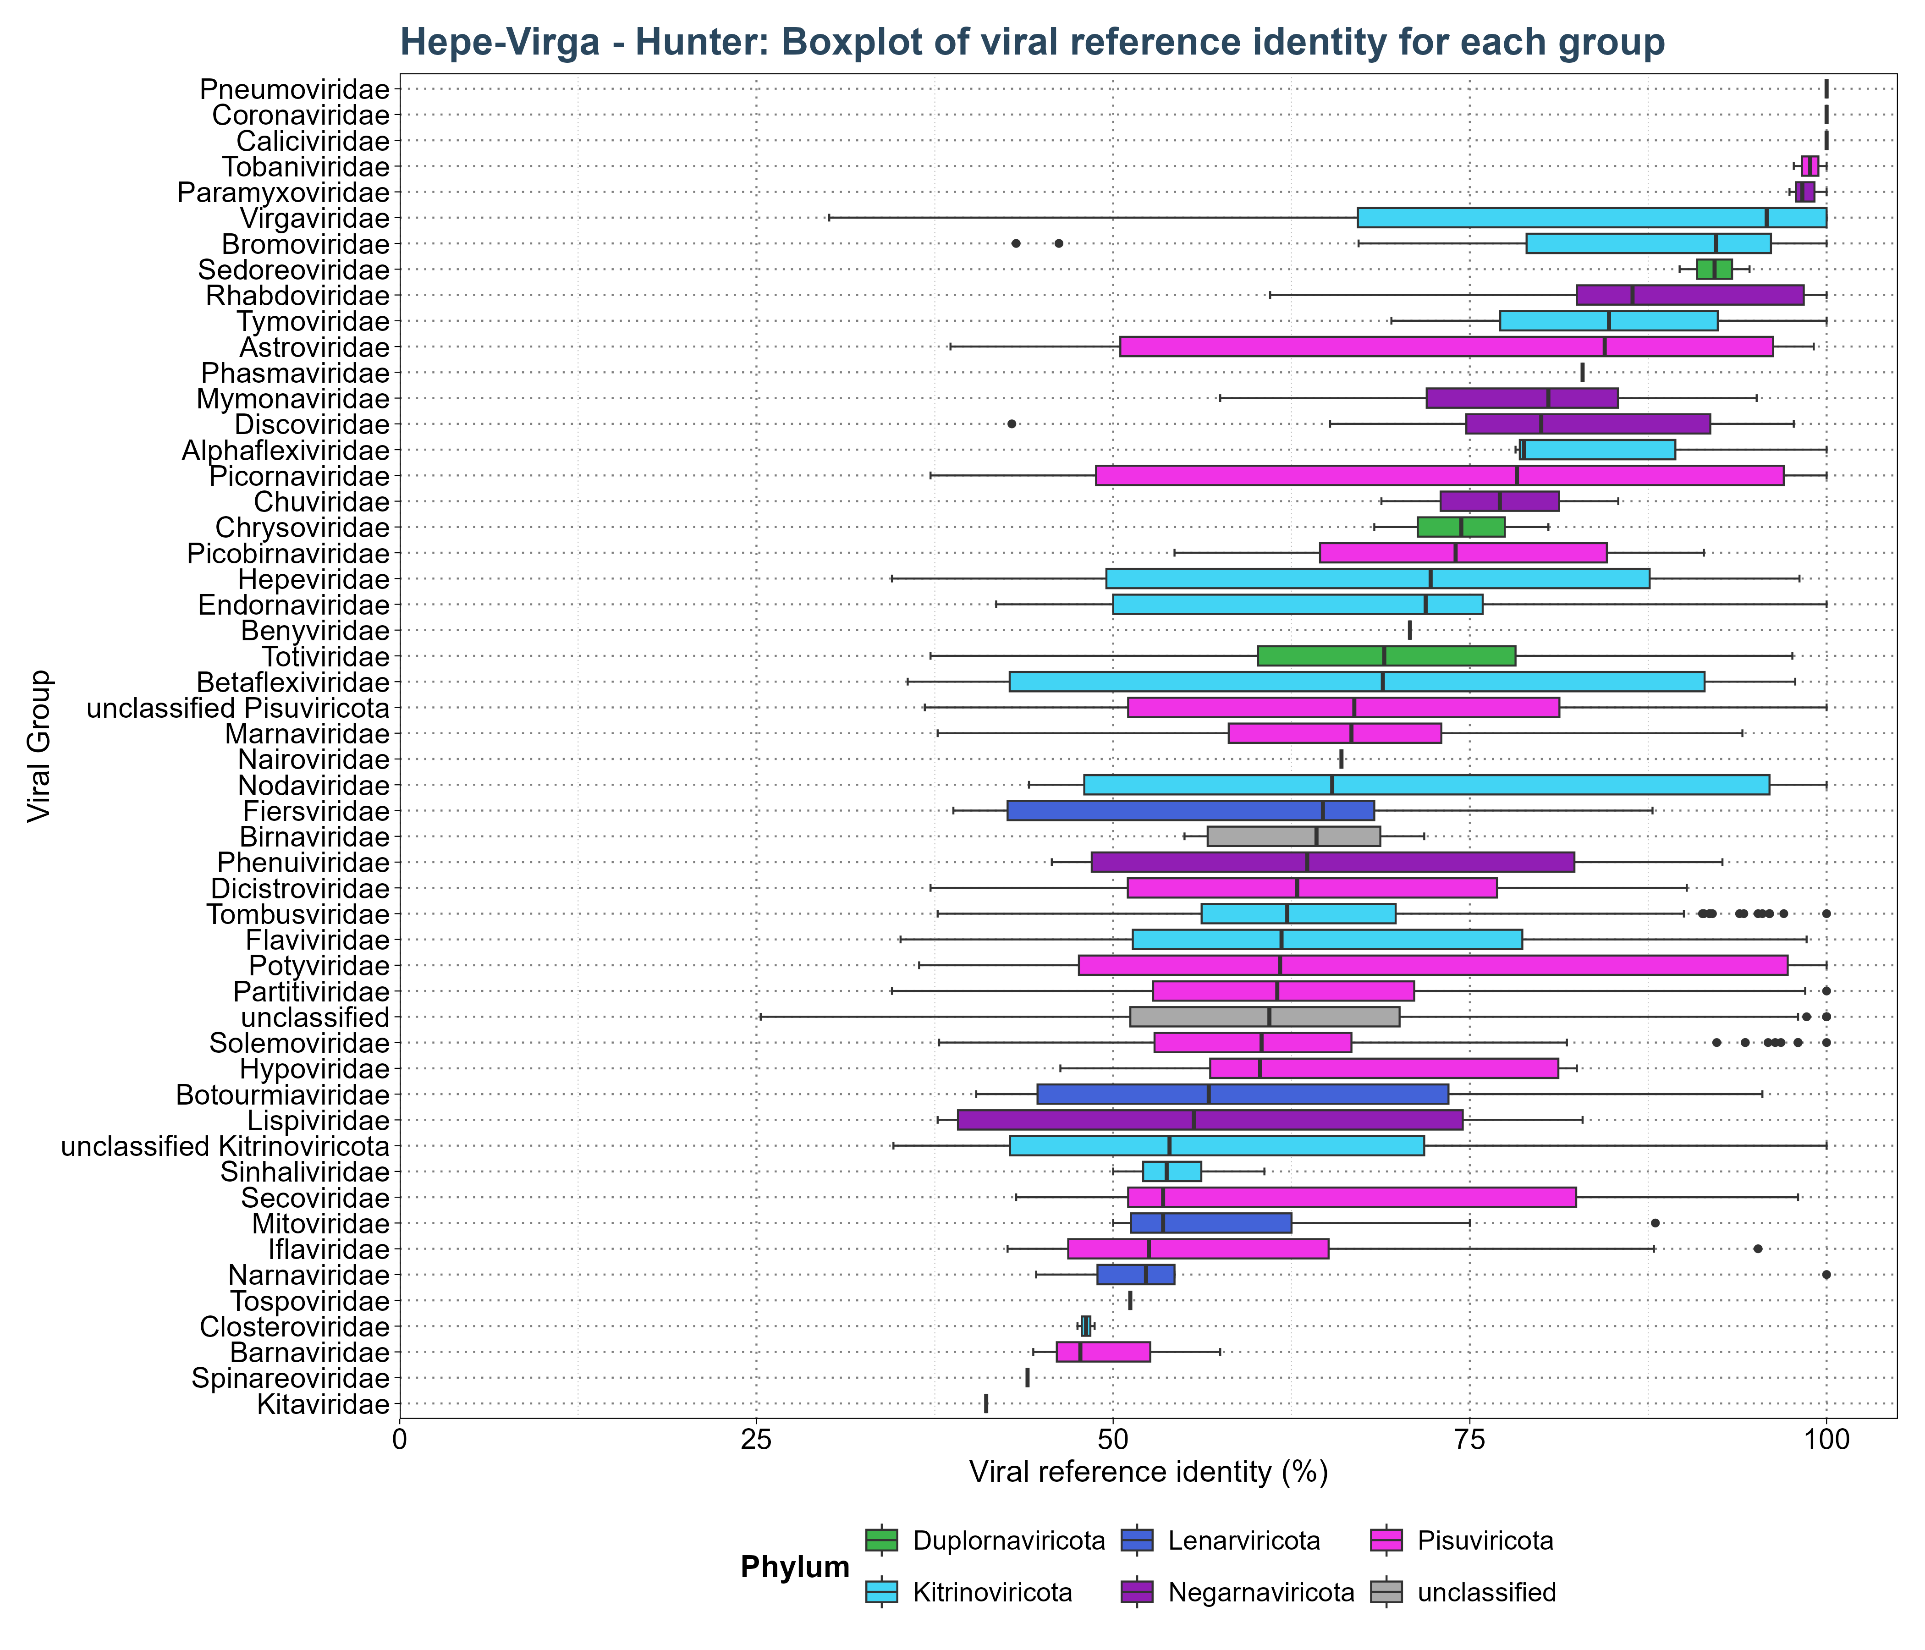 Hepe-Virga - Hunter: Boxplot of viral reference identity for each group
Viral Group
Pneumoviridae
Coronaviridae
Caliciviridae
Tobaniviridae
Paramyxoviridae
Virgaviridae
Bromoviridae
Sedoreoviridae
Rhabdoviridae
Tymoviridae
Astroviridae
Phasmaviridae
Mymonaviridae
Discoviridae
Alphaflexiviridae
Picornaviridae
Chuviridae
Chrysoviridae
Picobirnaviridae
Hepeviridae
Endornaviridae
Benyviridae
Totiviridae
Betaflexiviridae
unclassified Pisuviricota
Marnaviridae
Nairoviridae
Nodaviridae
Fiersviridae
Birnaviridae
Phenuiviridae
Dicistroviridae
Tombusviridae
Flaviviridae
Potyviridae
Partitiviridae
unclassified
Solemoviridae
Hypoviridae
Botourmiaviridae
Lispiviridae
unclassified Kitrinoviricota
Sinhaliviridae
Secoviridae
Mitoviridae
Iflaviridae
Narnaviridae
Tospoviridae
Closteroviridae
Barnaviridae
Spinareoviridae
Kitaviridae
0 25 50 75 100
Viral reference identity (%)
Phylum
Duplornaviricota Lenarviricota Pisuviricota
Kitrinoviricota Negarnaviricota unclassified